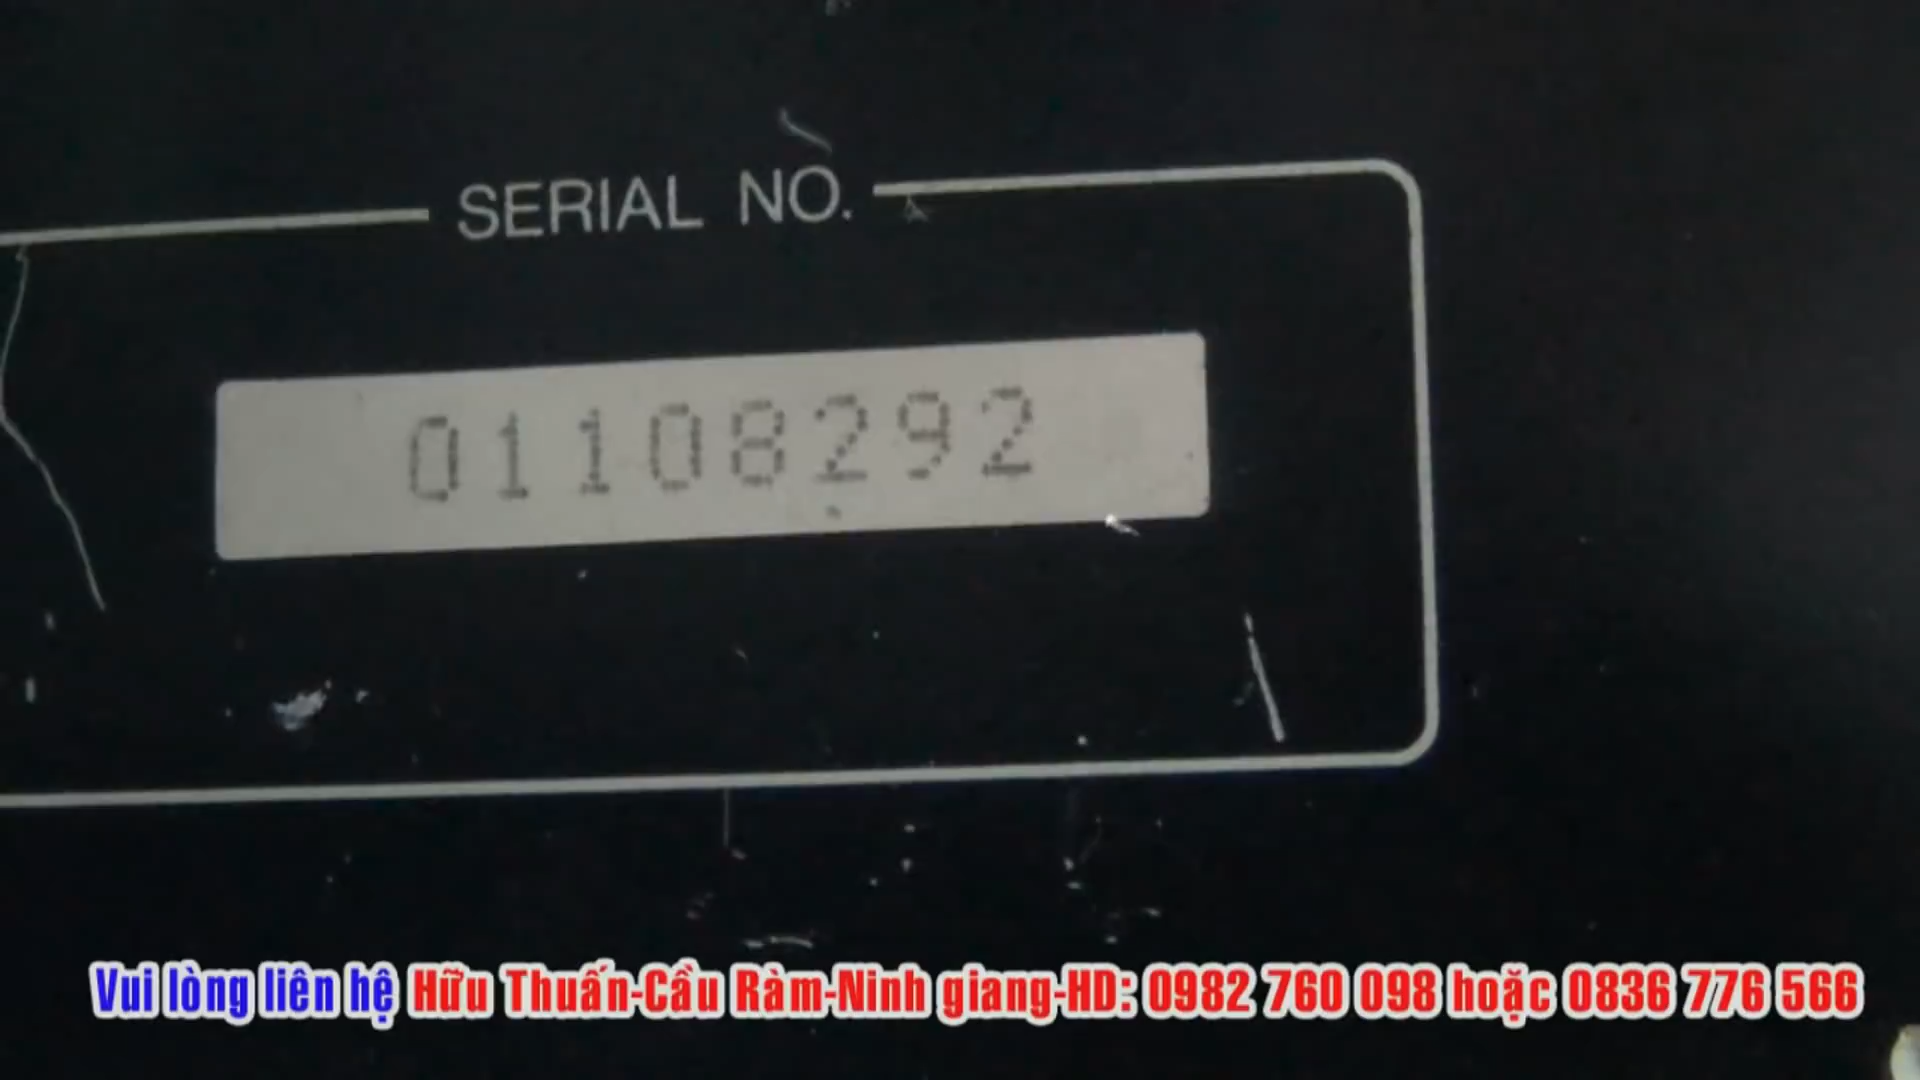 SERIAL NO.
01108292
Vui lòng liên hệ Hữu Thuấn-Cầu Ràm-Ninh giang-HD: 0982 760 098 hoặc 0836 776 566